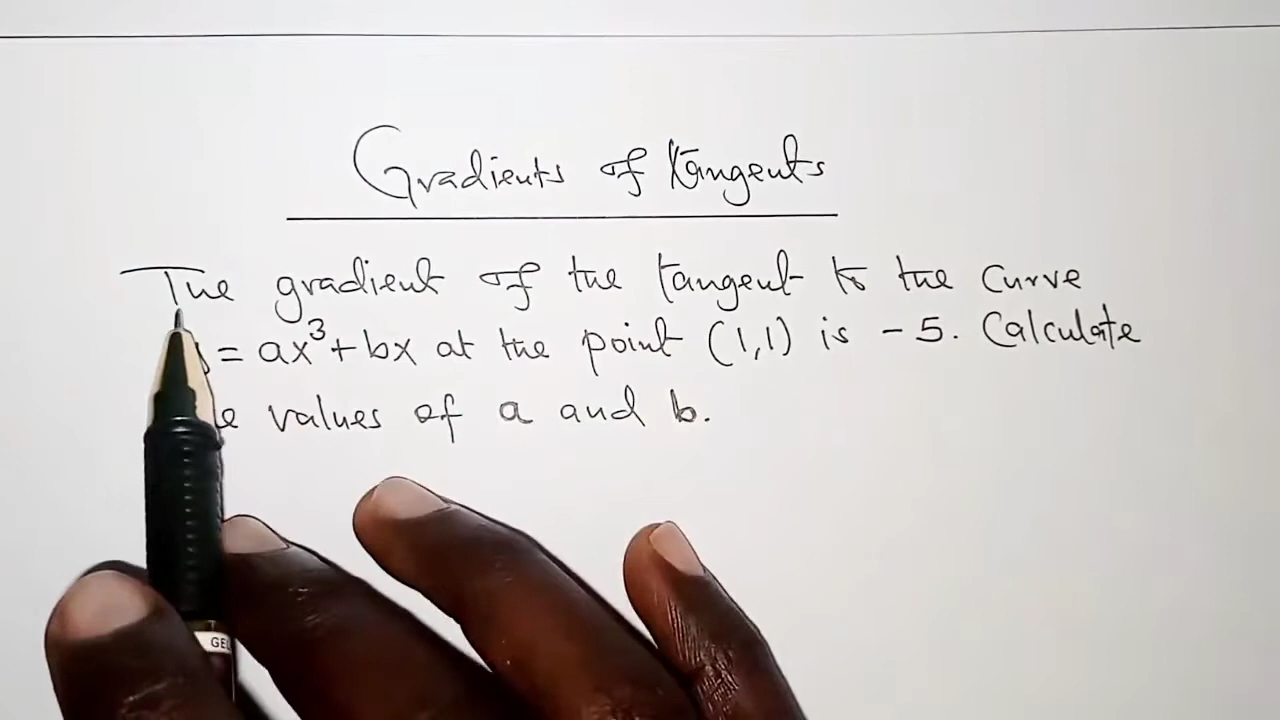 Gradients of tangents
The gradient of the tangent to the curve
= ax³ + bx at the point (1,1) is -5. Calculate
values of a and b.
GEL